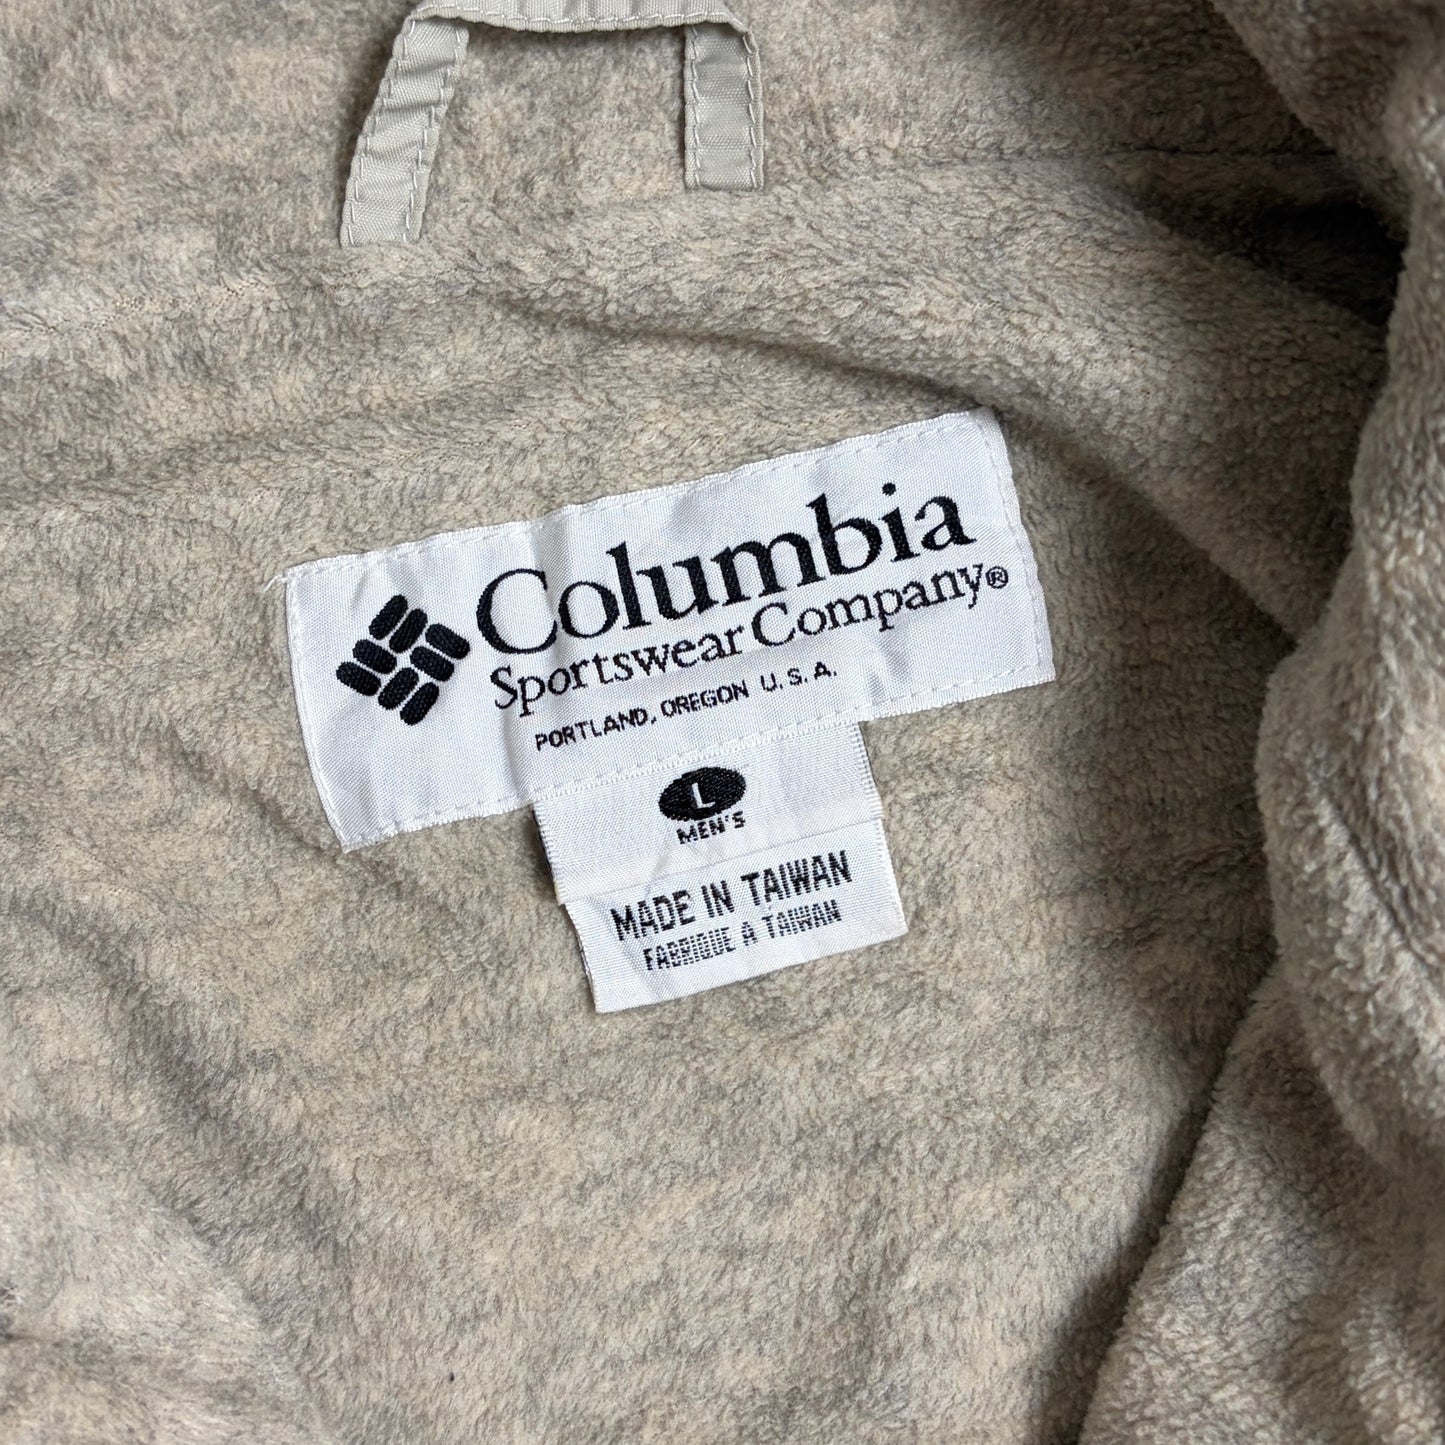 Columbia
Sportswear Company®
PORTLAND, OREGON U.S.A.
L
MEN'S
MADE IN TAIWAN
FABRIQUE A TAIWAN